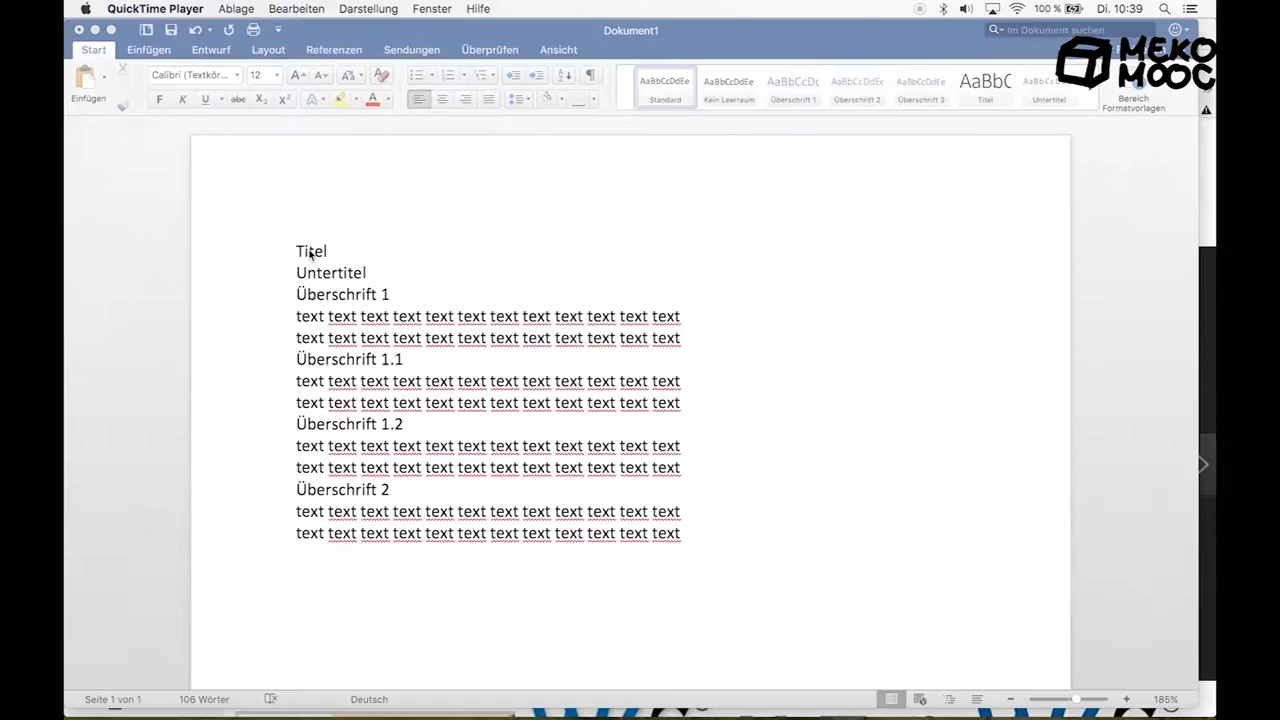 QuickTime Player Ablage Bearbeiten Darstellung Fenster Hilfe 100 % Di. 10:39
Dokument1 Im Dokument suchen
Start Einfügen Entwurf Layout Referenzen Sendungen Überprüfen Ansicht
MEKO
MOOC
Einfügen
Calibri (Textkör... 12
F K U abc X₂ X²
AaBbCcDdEe AaBbCcDdEe AaBbCcDc AaBbCcDdEe AaBbCcDdEe AaBbC AaBbCcDdEe
Standard Kein Leerraum Überschrift 1 Überschrift 2 Überschrift 3 Titel Untertitel
Bereich
Formatvorlagen
Titel
Untertitel
Überschrift 1
text text text text text text text text text text text text
text text text text text text text text text text text text
Überschrift 1.1
text text text text text text text text text text text text
text text text text text text text text text text text text
Überschrift 1.2
text text text text text text text text text text text text
text text text text text text text text text text text text
Überschrift 2
text text text text text text text text text text text text
text text text text text text text text text text text text
Seite 1 von 1 106 Wörter Deutsch 185%